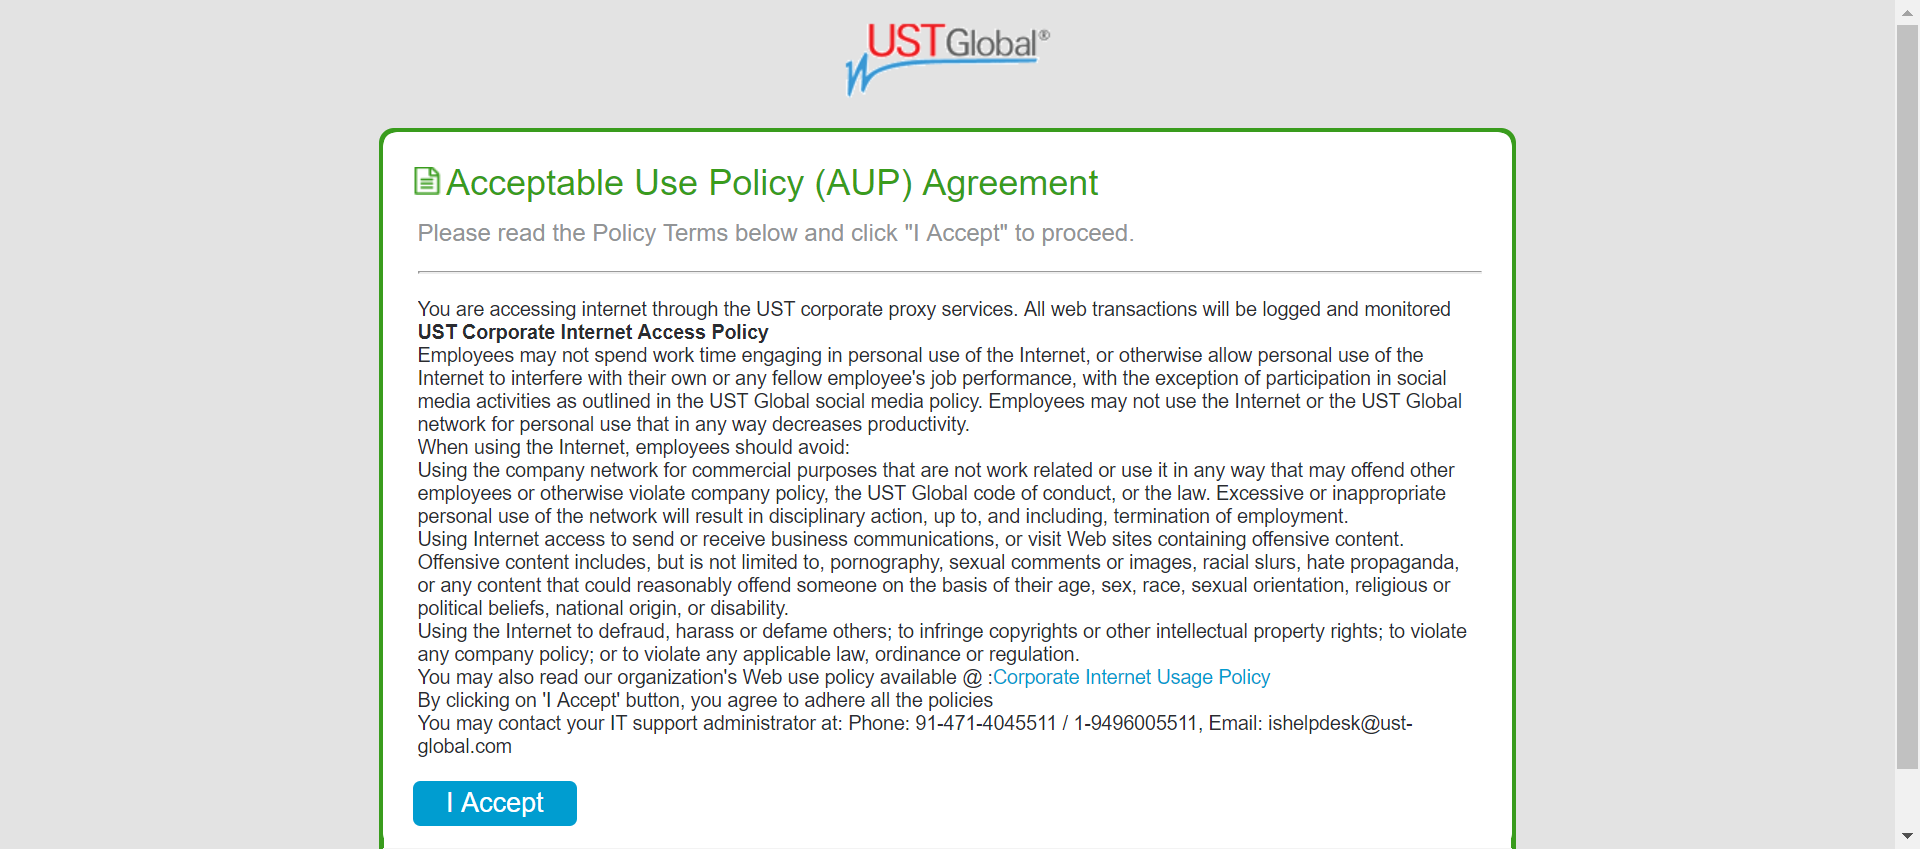 UST Global®
Acceptable Use Policy (AUP) Agreement
Please read the Policy Terms below and click "I Accept" to proceed.
You are accessing internet through the UST corporate proxy services. All web transactions will be logged and monitored
UST Corporate Internet Access Policy
Employees may not spend work time engaging in personal use of the Internet, or otherwise allow personal use of the
Internet to interfere with their own or any fellow employee's job performance, with the exception of participation in social
media activities as outlined in the UST Global social media policy. Employees may not use the Internet or the UST Global
network for personal use that in any way decreases productivity.
When using the Internet, employees should avoid:
Using the company network for commercial purposes that are not work related or use it in any way that may offend other
employees or otherwise violate company policy, the UST Global code of conduct, or the law. Excessive or inappropriate
personal use of the network will result in disciplinary action, up to, and including, termination of employment.
Using Internet access to send or receive business communications, or visit Web sites containing offensive content.
Offensive content includes, but is not limited to, pornography, sexual comments or images, racial slurs, hate propaganda,
or any content that could reasonably offend someone on the basis of their age, sex, race, sexual orientation, religious or
political beliefs, national origin, or disability.
Using the Internet to defraud, harass or defame others; to infringe copyrights or other intellectual property rights; to violate
any company policy; or to violate any applicable law, ordinance or regulation.
You may also read our organization's Web use policy available @ :Corporate Internet Usage Policy
By clicking on 'I Accept' button, you agree to adhere all the policies
You may contact your IT support administrator at: Phone: 91-471-4045511 / 1-9496005511, Email: ishelpdesk@ust-
global.com
I Accept